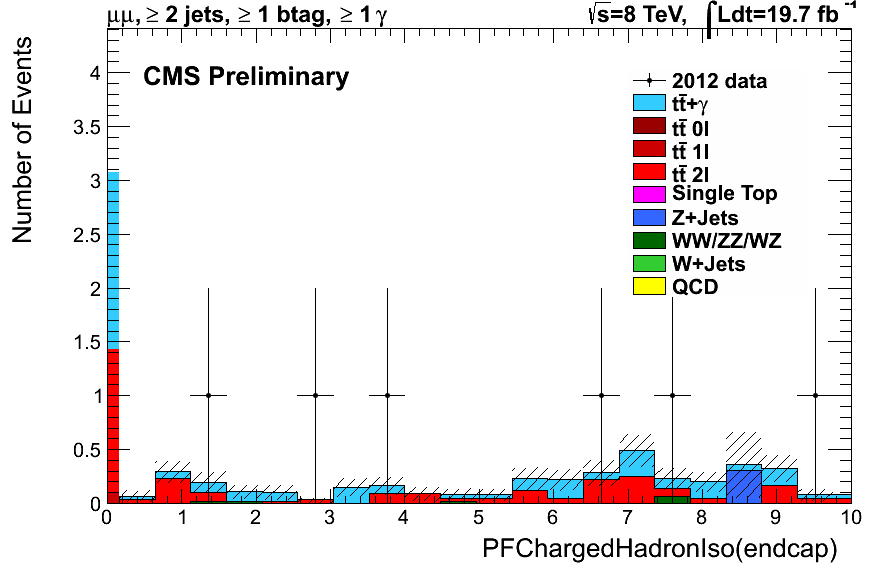 μμ, ≥ 2 jets, ≥ 1 btag, ≥ 1 γ
√s=8 TeV, ∫Ldt=19.7 fb⁻¹
CMS Preliminary
2012 data
tt̄+γ
tt̄ 0l
tt̄ 1l
tt̄ 2l
Single Top
Z+Jets
WW/ZZ/WZ
W+Jets
QCD
Number of Events
4
3.5
3
2.5
2
1.5
1
0.5
0
0 1 2 3 4 5 6 7 8 9 10
PFChargedHadronIso(endcap)